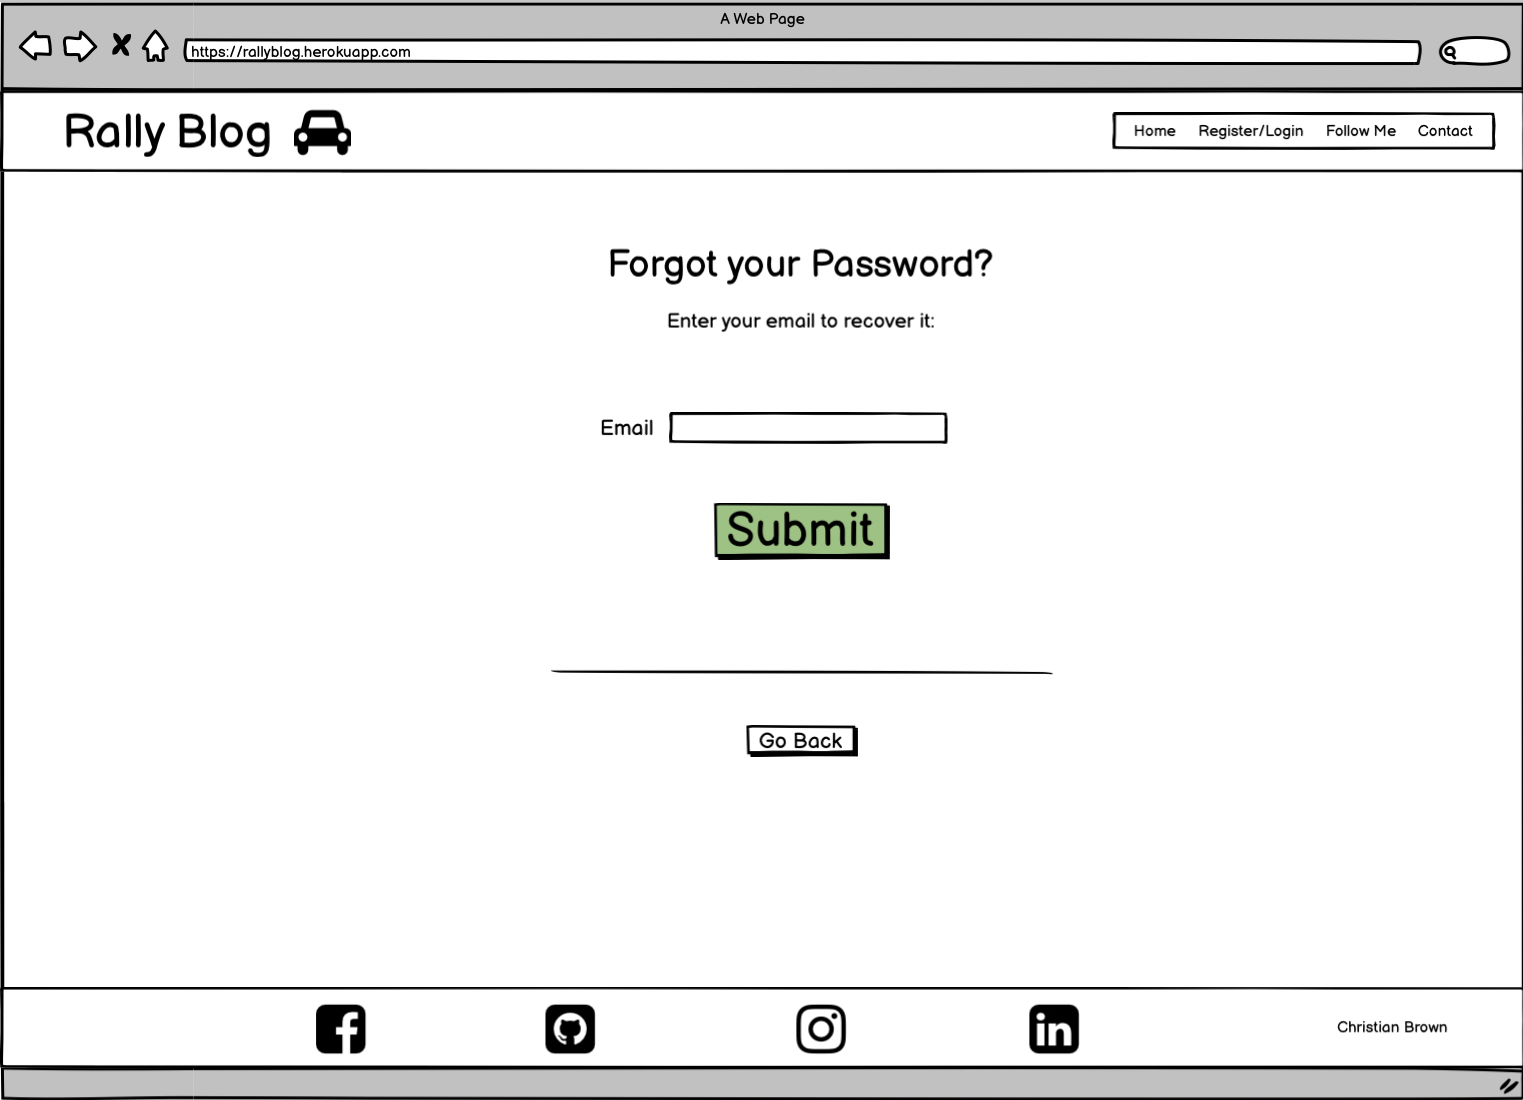 A Web Page
https://rallyblog.herokuapp.com
Rally Blog
Home Register/Login Follow Me Contact
Forgot your Password?
Enter your email to recover it:
Email
Submit
Go Back
Christian Brown